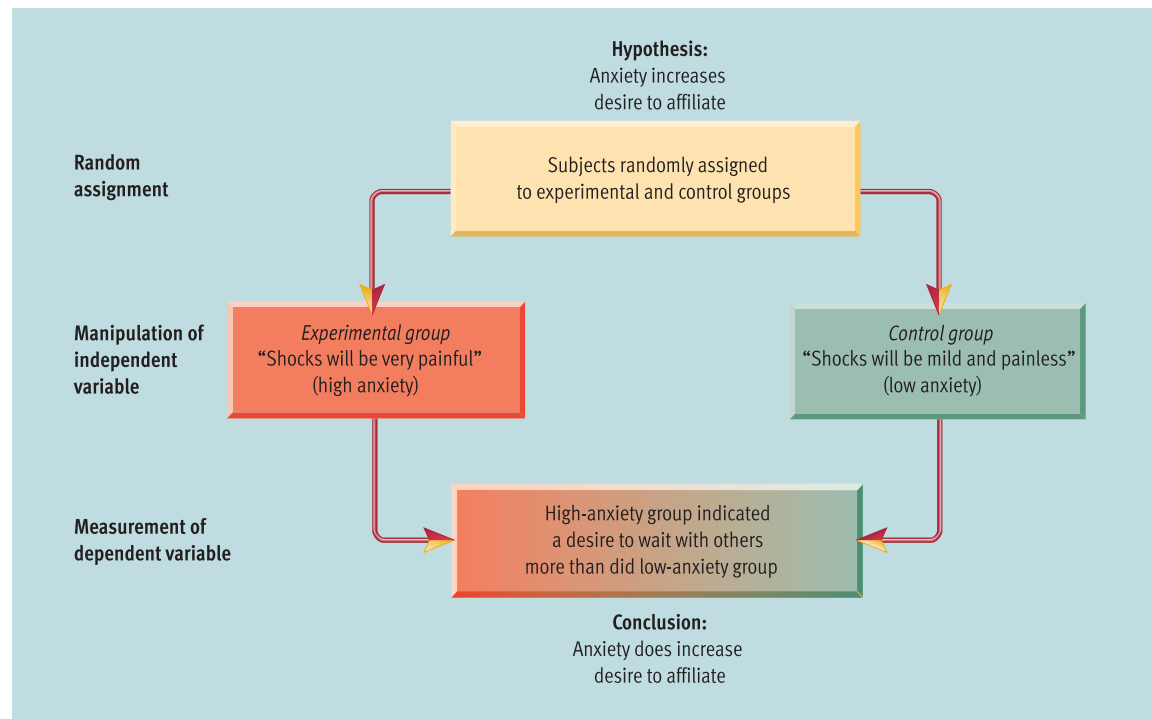 Hypothesis:
Anxiety increases
desire to affiliate
Random
assignment
Subjects randomly assigned
to experimental and control groups
Manipulation of
independent
variable
Experimental group
“Shocks will be very painful”
(high anxiety)
Control group
“Shocks will be mild and painless”
(low anxiety)
Measurement of
dependent variable
High-anxiety group indicated
a desire to wait with others
more than did low-anxiety group
Conclusion:
Anxiety does increase
desire to affiliate